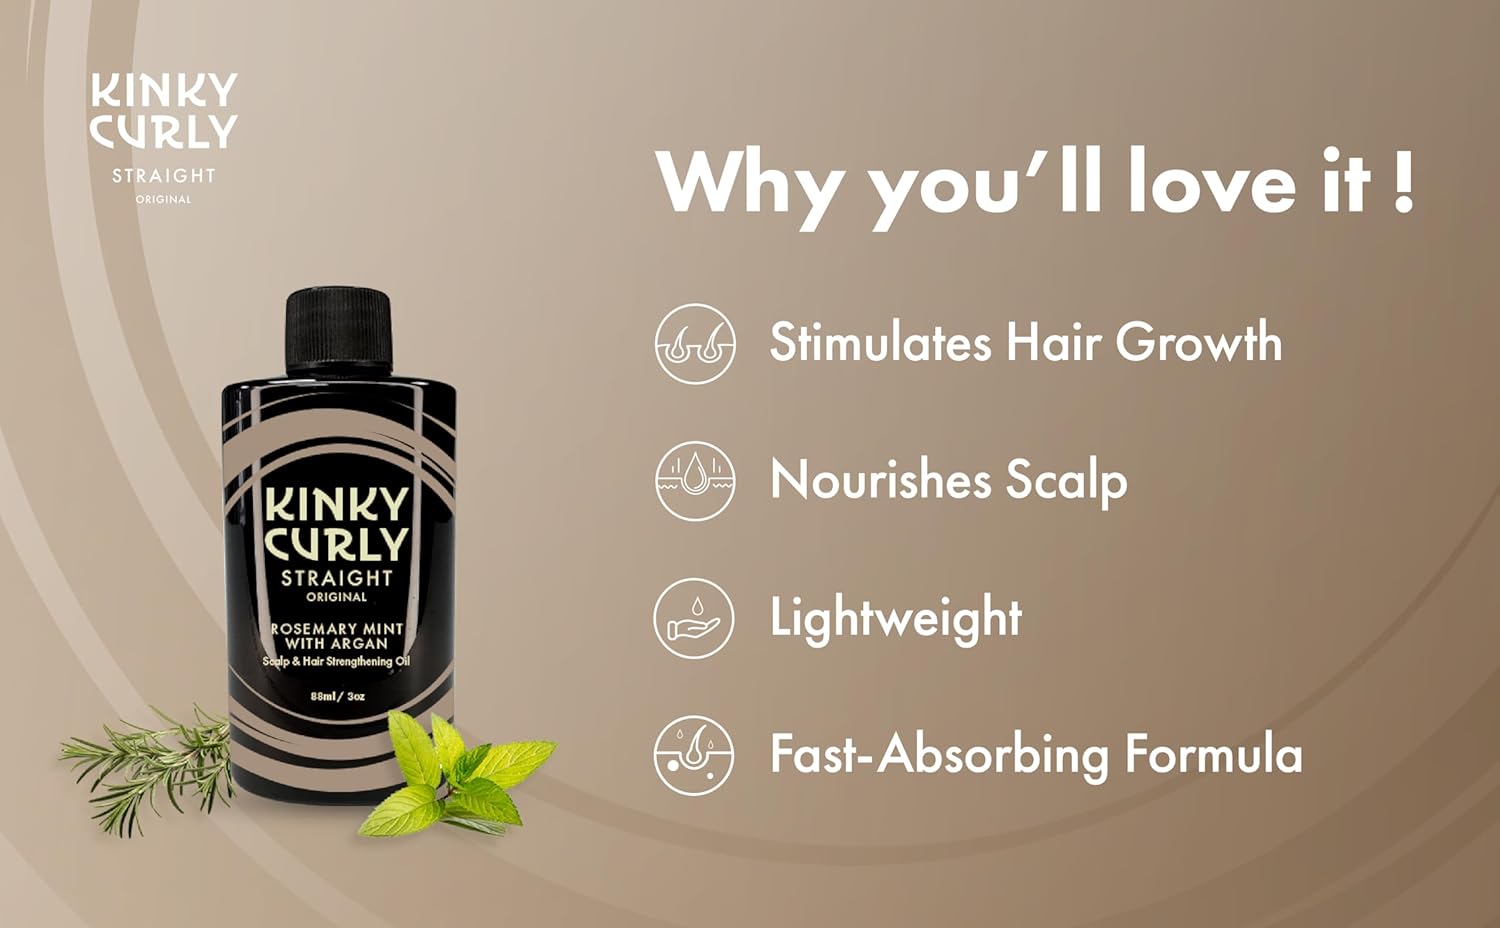 KINKY
CURLY
STRAIGHT
ORIGINAL
Why you'll love it !
Stimulates Hair Growth
Nourishes Scalp
Lightweight
Fast-Absorbing Formula
KINKY
CURLY
STRAIGHT
ORIGINAL
ROSEMARY MINT
WITH ARGAN
Scalp & Hair Strengthening Oil
88ml/ 3oz